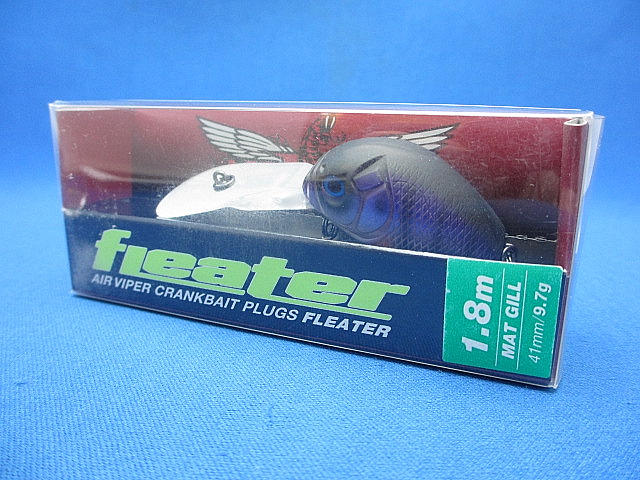 fleater
AIR VIPER CRANKBAIT PLUGS FLEATER
1.8m
MAT GILL
41mm/9.7g